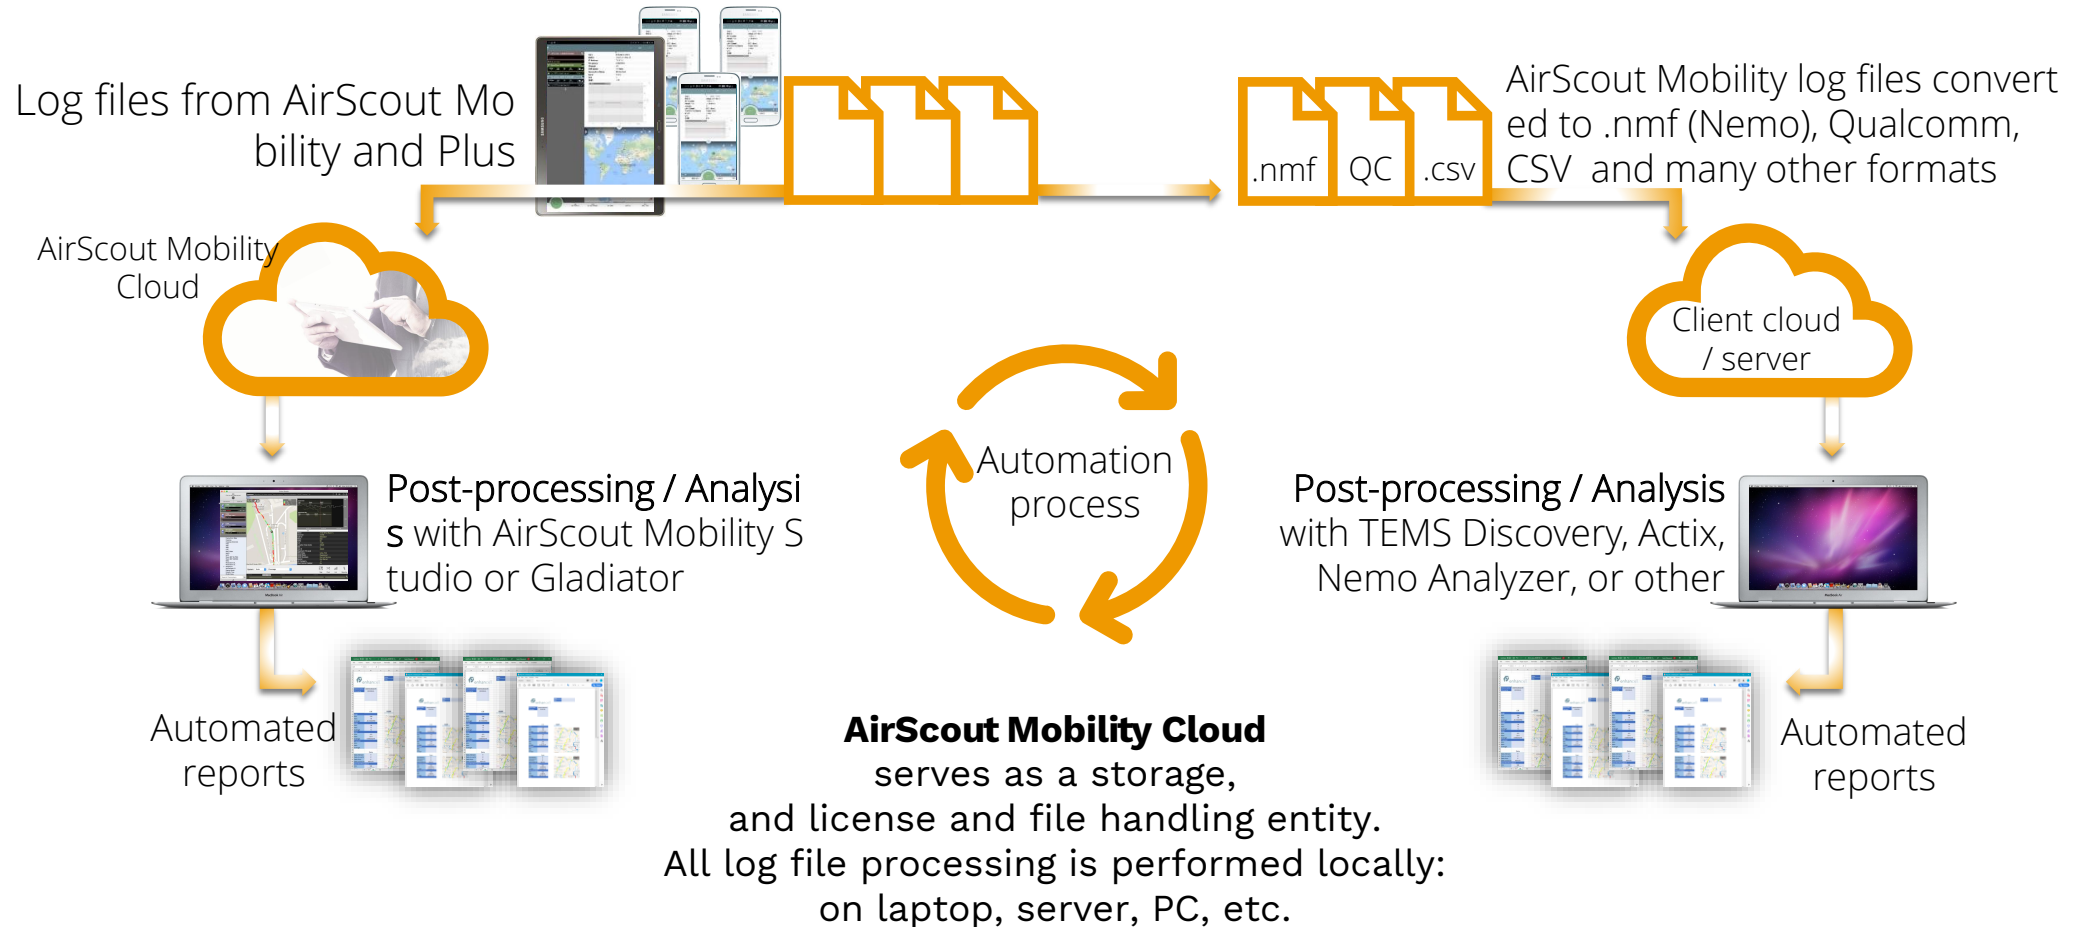 Log files from AirScout Mo
bility and Plus
.nmf
QC
.csv
AirScout Mobility log files convert
ed to .nmf (Nemo), Qualcomm,
CSV and many other formats
AirScout Mobility
Cloud
Client cloud
/ server
Automation
process
Post-processing / Analysi
s with AirScout Mobility S
tudio or Gladiator
Post-processing / Analysis
with TEMS Discovery, Actix,
Nemo Analyzer, or other
Automated
reports
Automated
reports
AirScout Mobility Cloud
serves as a storage,
and license and file handling entity.
All log file processing is performed locally:
on laptop, server, PC, etc.